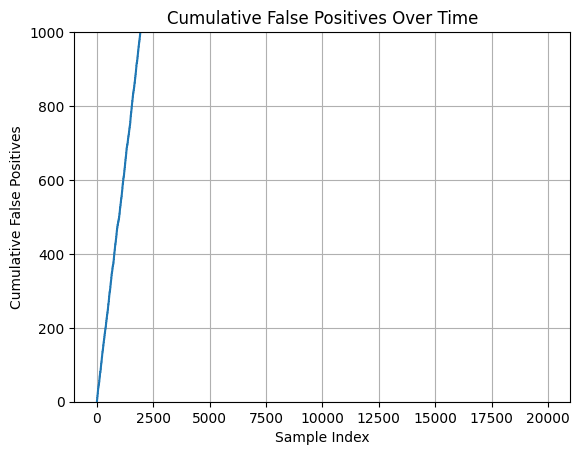 Cumulative False Positives Over Time
1000
800
600
400
200
0
Cumulative False Positives
0 2500 5000 7500 10000 12500 15000 17500 20000
Sample Index